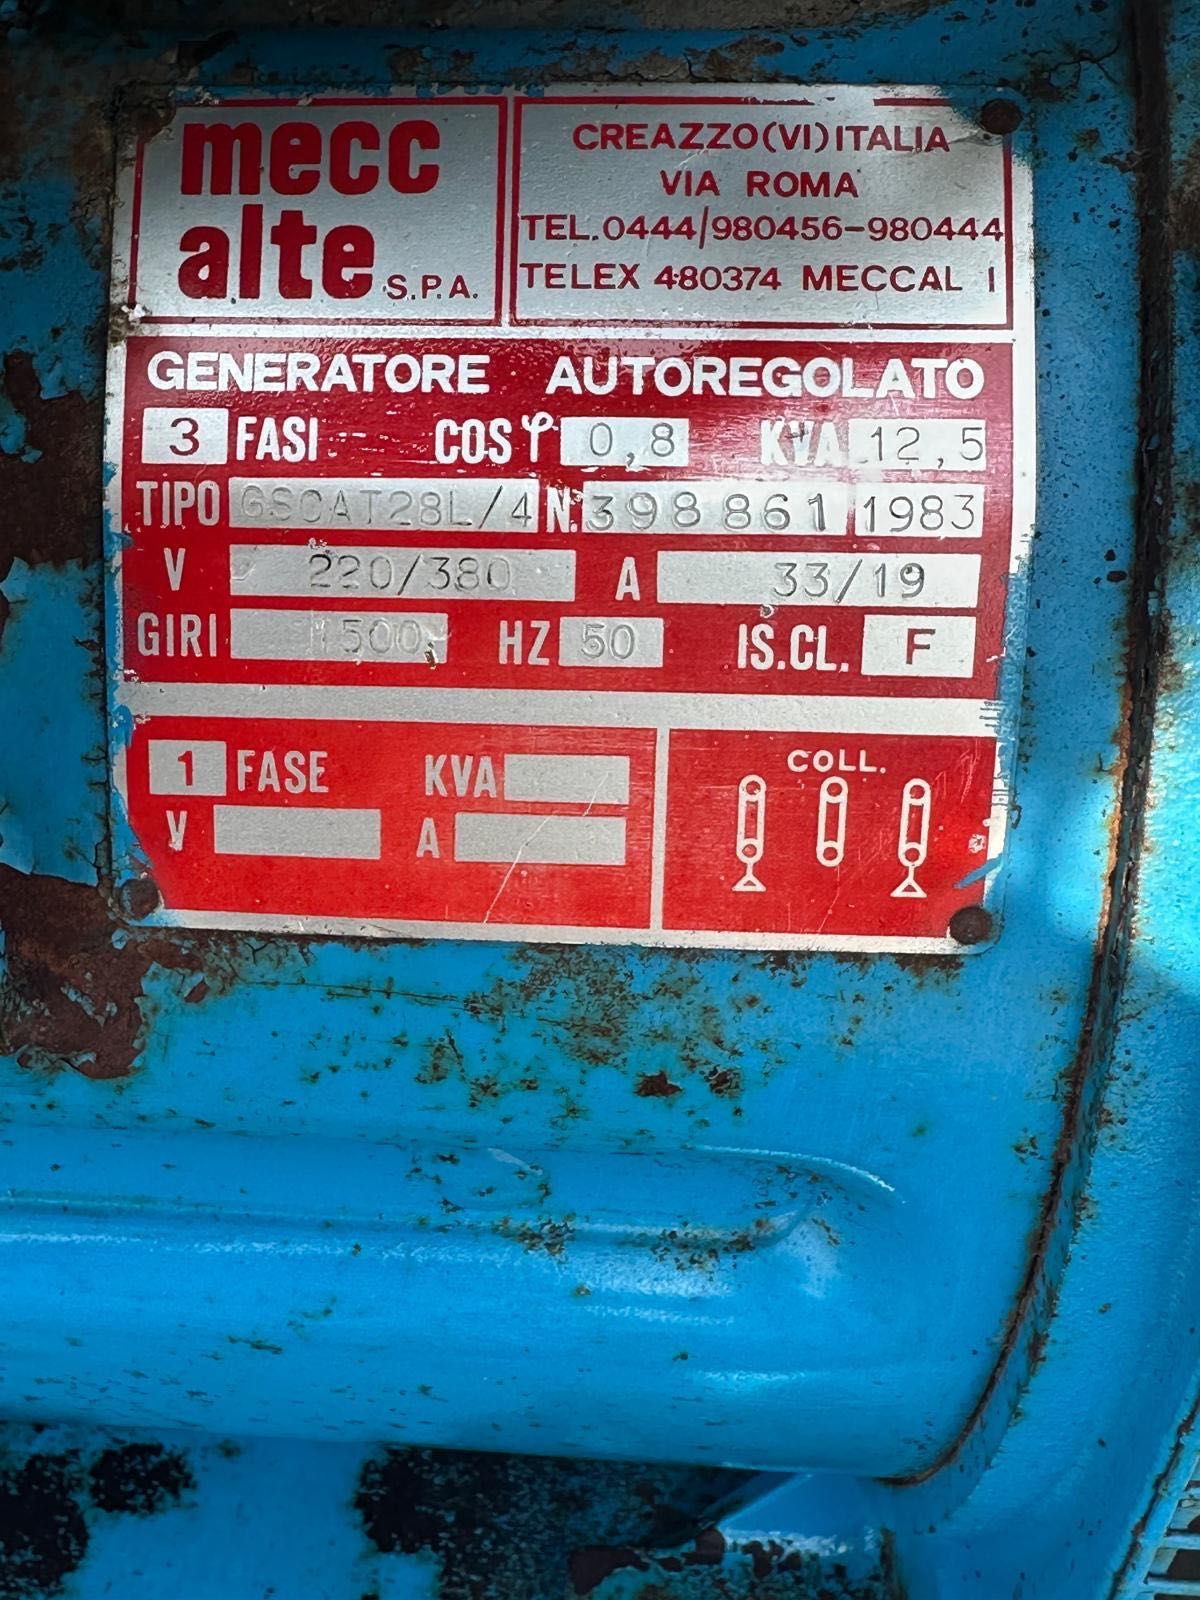 mecc
alte S.P.A.
CREAZZO(VI)ITALIA
VIA ROMA
TEL.0444/980456-980444
TELEX 480374 MECCAL I
GENERATORE AUTOREGOLATO
3 FASI COS φ 0,8 KVA 12,5
TIPO GSCAT28L/4 N. 398861 1983
V 220/380 A 33/19
GIRI 1500 HZ 50 IS.CL. F
1 FASE KVA
V A
COLL.